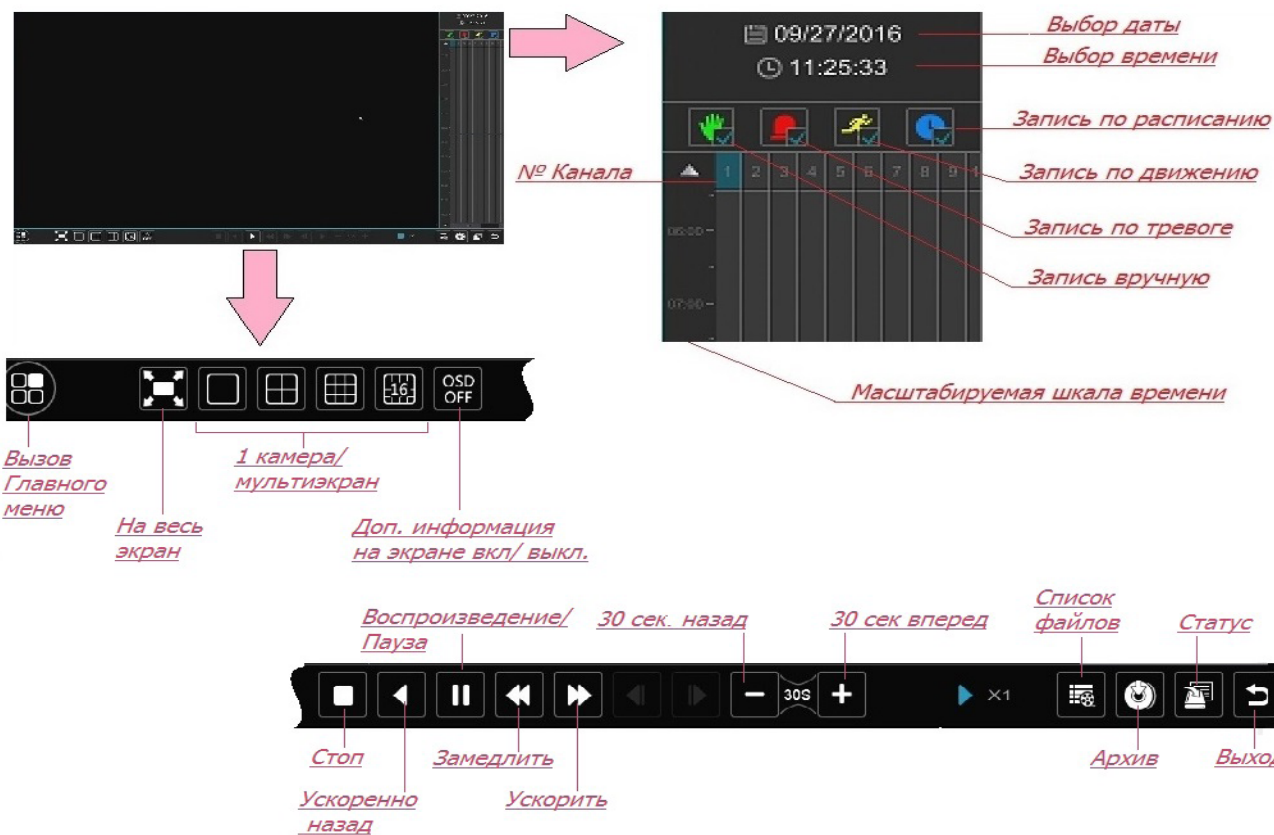 09/27/2016
Выбор даты
11:25:33
Выбор времени
Запись по расписанию
№ Канала
1 2 3 4 5 6 7 8 9 1
Запись по движению
Запись по тревоге
06:00
Запись вручную
07:00
Масштабируемая шкала времени
16
OSD
OFF
Вызов
Главного
меню
На весь
экран
1 камера/
мультиэкран
Доп. информация
на экране вкл/ выкл.
Воспроизведение/
Пауза
30 сек. назад
30 сек вперед
Список
файлов
Статус
30S
X1
Стоп
Ускоренно
назад
Замедлить
Ускорить
Архив
Выход